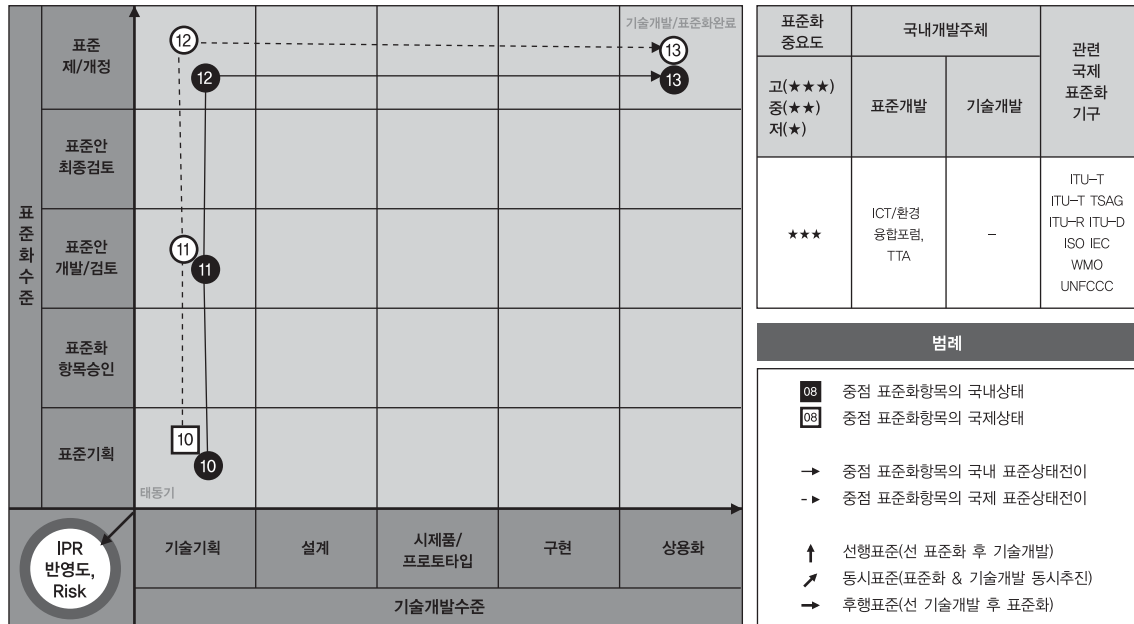 표준
제/개정
표준안
최종검토
표준안
개발/검토
표준화
항목승인
표준기획
표준화수준
기술개발/표준화완료
12
13
12
13
11
11
10
10
태동기
IPR
반영도,
Risk
기술기획
설계
시제품/
프로토타입
구현
상용화
기술개발수준
표준화
중요도
국내개발주체
관련
국제
표준화
기구
고(★★★)
중(★★)
저(★)
표준개발
기술개발
★★★
ICT/환경
융합포럼,
TTA
–
ITU-T
ITU-T TSAG
ITU-R ITU-D
ISO IEC
WMO
UNFCCC
범례
08 중점 표준화항목의 국내상태
08 중점 표준화항목의 국제상태
→ 중점 표준화항목의 국내 표준상태전이
-► 중점 표준화항목의 국제 표준상태전이
↑ 선행표준(선 표준화 후 기술개발)
↗ 동시표준(표준화 & 기술개발 동시추진)
→ 후행표준(선 기술개발 후 표준화)